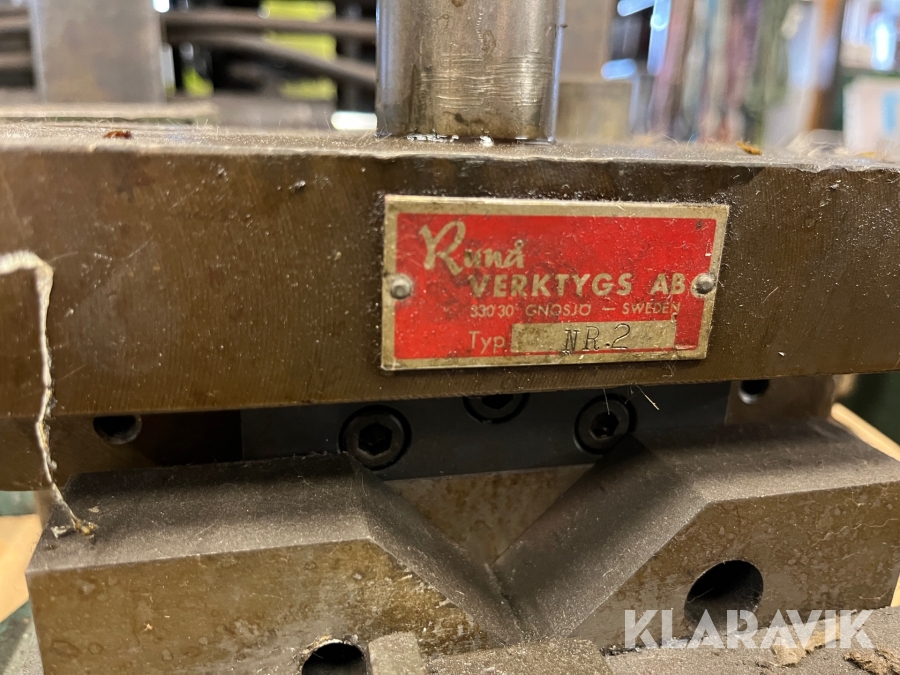 Runå
VERKTYGS AB
330 30 GNOSJÖ — SWEDEN
Typ NR.2
KLARAVIK